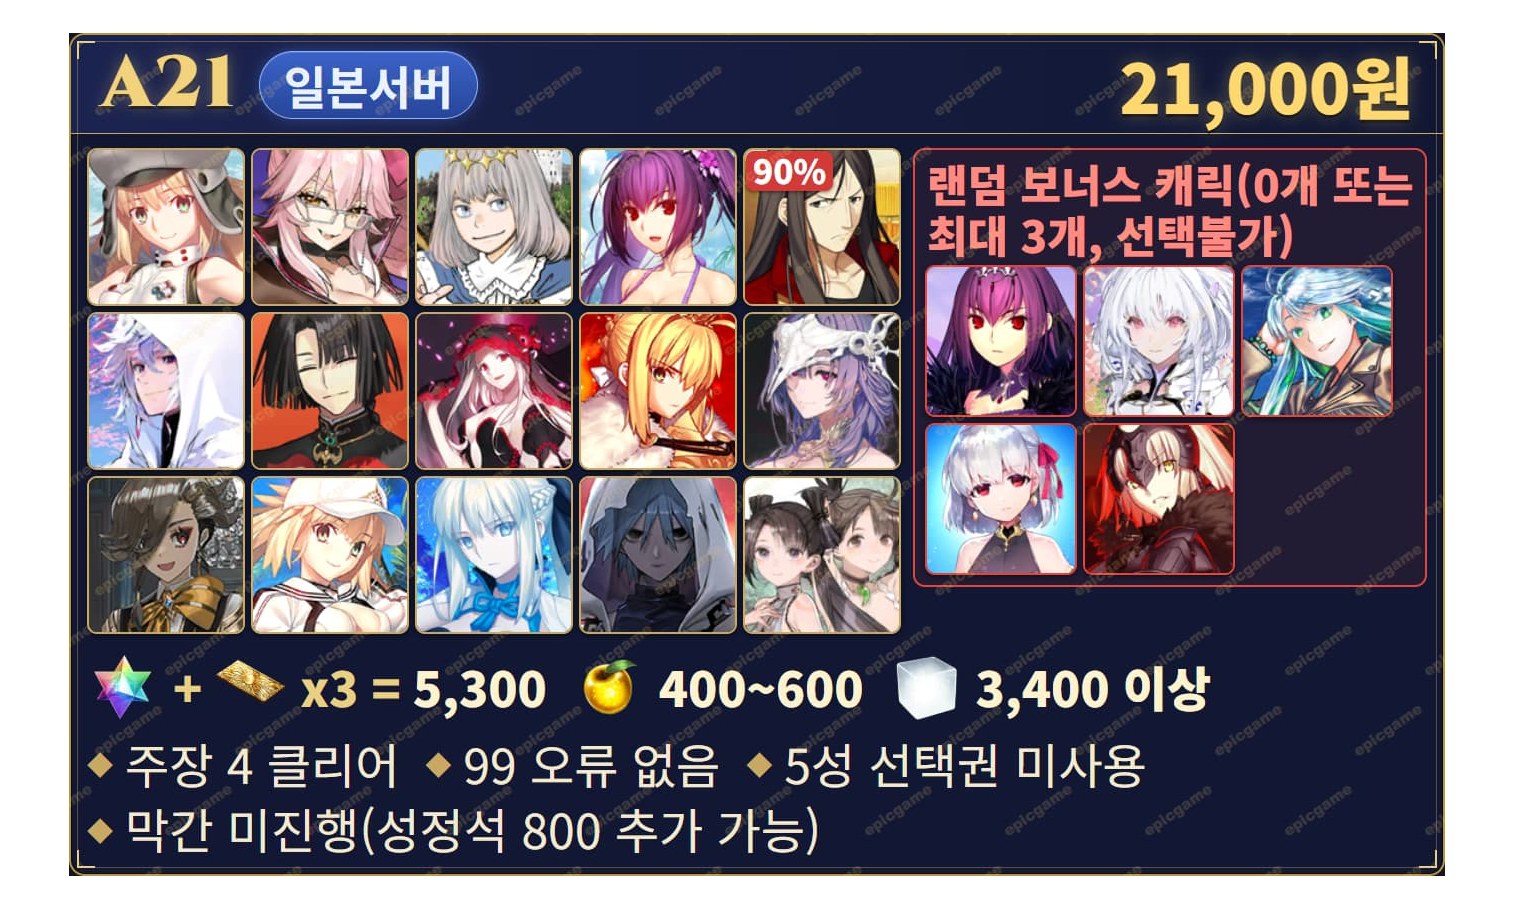 A21 일본서버 21,000원
90%
랜덤 보너스 캐릭(0개 또는
최대 3개, 선택불가)
+ x3 = 5,300 400~600 3,400 이상
◆ 주장 4 클리어 ◆ 99 오류 없음 ◆ 5성 선택권 미사용
◆ 막간 미진행(성정석 800 추가 가능)
epicgame